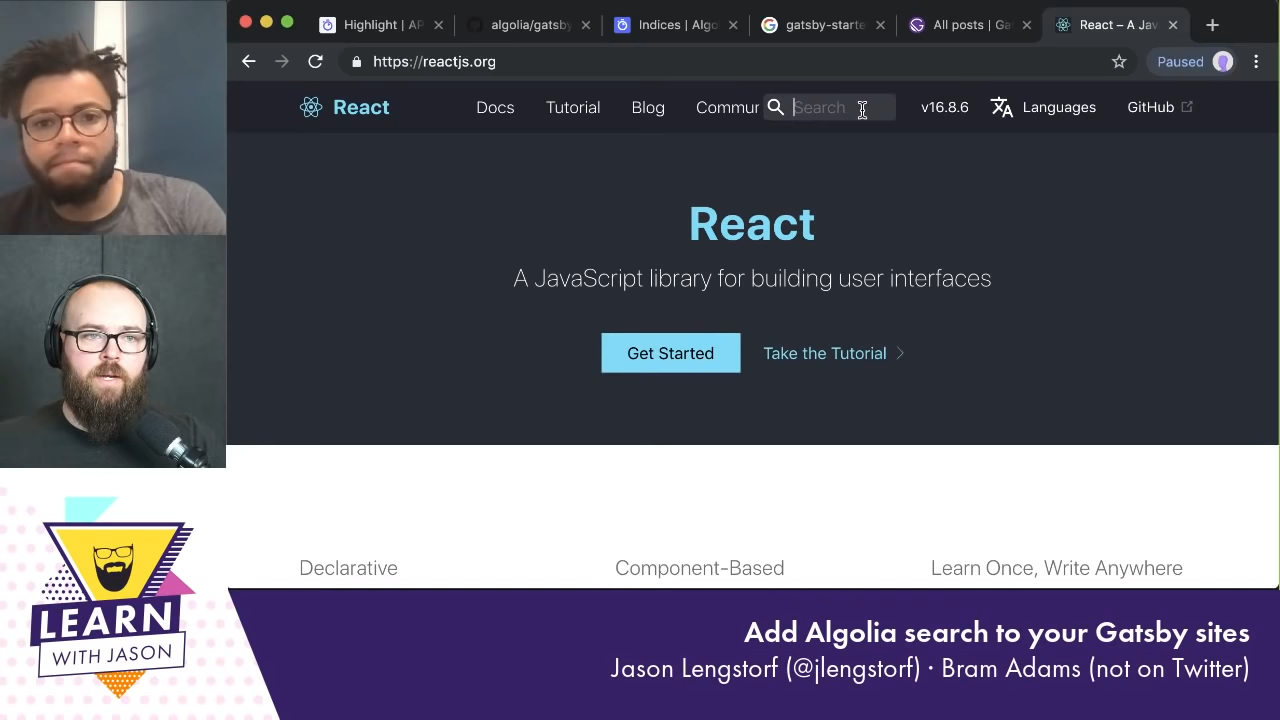 Highlight | AP
algolia/gatsby
Indices | Algo
gatsby-starte
All posts | Ga
React – A Jav
https://reactjs.org
Paused
React
Docs
Tutorial
Blog
Commun
Search
v16.8.6
Languages
GitHub
React
A JavaScript library for building user interfaces
Get Started
Take the Tutorial
Declarative
Component-Based
Learn Once, Write Anywhere
LEARN
WITH JASON
Add Algolia search to your Gatsby sites
Jason Lengstorf (@jlengstorf) · Bram Adams (not on Twitter)